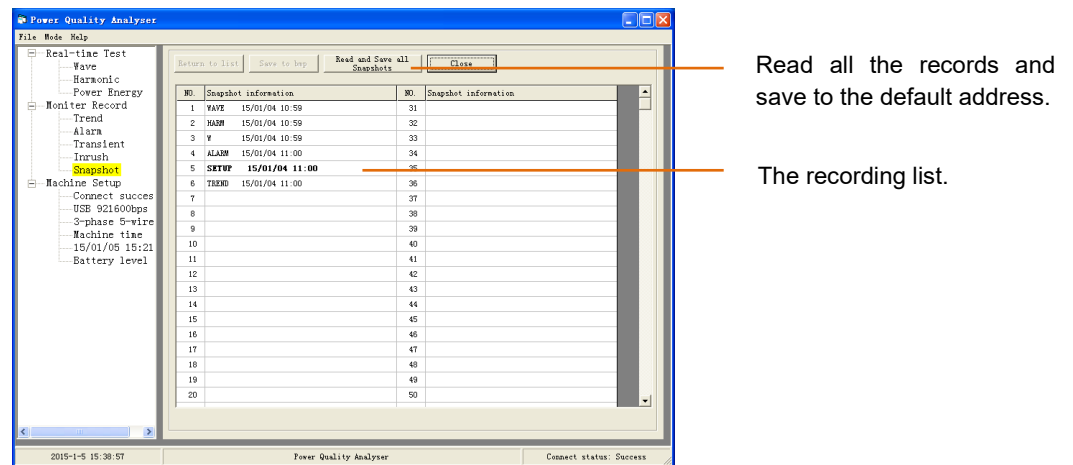 Power Quality Analyser
File Mode Help
Real-time Test
Wave
Harmonic
Power Energy
Moniter Record
Trend
Alarm
Transient
Inrush
Snapshot
Machine Setup
Connect succes
USB 921600bps
3-phase 5-wire
Machine time
15/01/05 15:21
Battery level
Return to list Save to bmp Read and Save all Snapshots Close
NO. Snapshot information NO. Snapshot information
1 WAVE 15/01/04 10:59 31
2 HARM 15/01/04 10:59 32
3 W 15/01/04 10:59 33
4 ALARM 15/01/04 11:00 34
5 SETUP 15/01/04 11:00 35
6 TREND 15/01/04 11:00 36
7 37
8 38
9 39
10 40
11 41
12 42
13 43
14 44
15 45
16 46
17 47
18 48
19 49
20 50
2015-1-5 15:38:57 Power Quality Analyser Connect status: Success
Read all the records and
save to the default address.
The recording list.